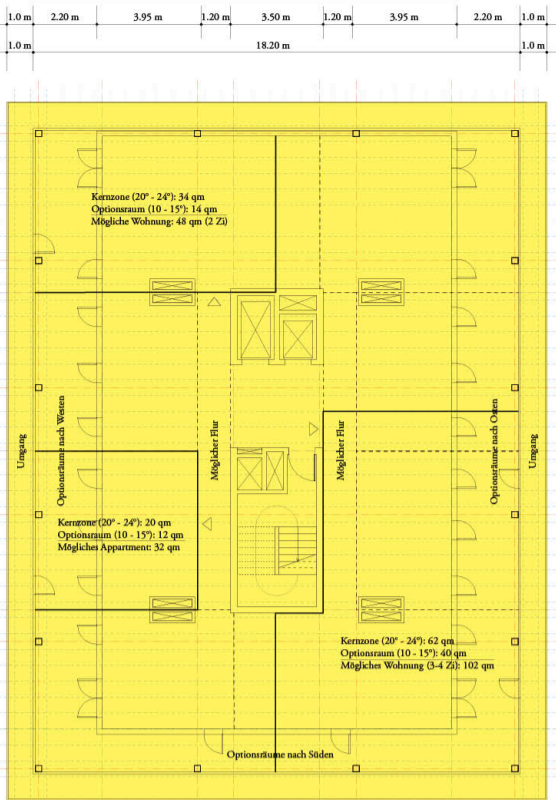 1.0 m 2.20 m 3.95 m 1.20 m 3.50 m 1.20 m 3.95 m 2.20 m 1.0 m
1.0 m 18.20 m 1.0 m
Kernzone (20° - 24°): 34 qm
Optionsraum (10 - 15°): 14 qm
Mögliche Wohnung: 48 qm (2 Zi)
Umgang
Optionsräume nach Westen
Möglicher Flur
Möglicher Flur
Optionsräume nach Osten
Umgang
Kernzone (20° - 24°): 20 qm
Optionsraum (10 - 15°): 12 qm
Mögliches Appartment: 32 qm
Kernzone (20° - 24°): 62 qm
Optionsraum (10 - 15°): 40 qm
Mögliches Wohnung (3-4 Zi): 102 qm
Optionsräume nach Süden